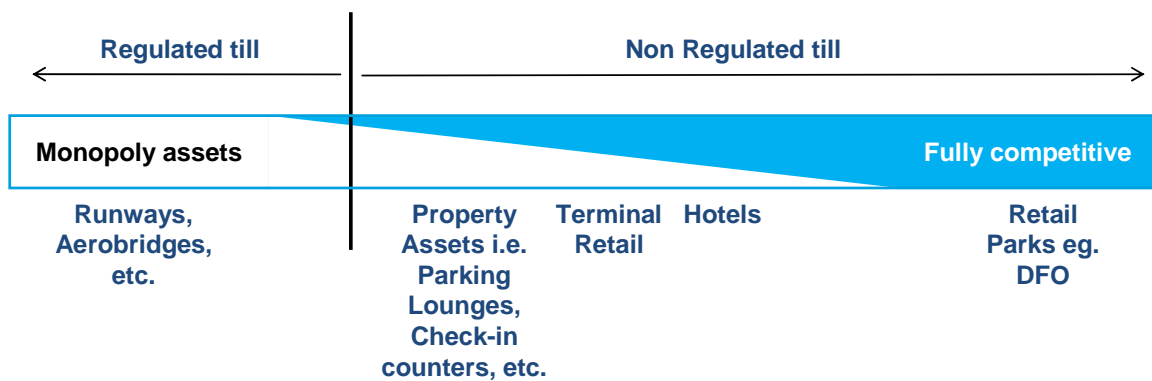 Regulated till
Non Regulated till
Monopoly assets
Fully competitive
Runways,
Aerobridges,
etc.
Property
Assets i.e.
Parking
Lounges,
Check-in
counters, etc.
Terminal
Retail
Hotels
Retail
Parks eg.
DFO